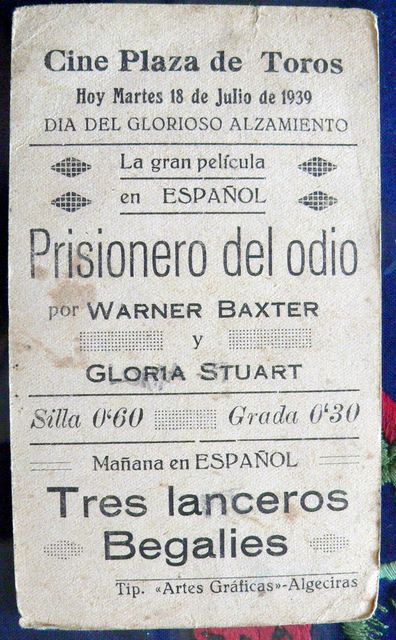 Cine Plaza de Toros
Hoy Martes 18 de Julio de 1939
DIA DEL GLORIOSO ALZAMIENTO
La gran película
en ESPAÑOL
Prisionero del odio
por WARNER BAXTER
y
GLORIA STUART
Silla 0'60 Grada 0'30
Mañana en ESPAÑOL
Tres lanceros
Begalies
Tip. «Artes Gráficas»-Algeciras